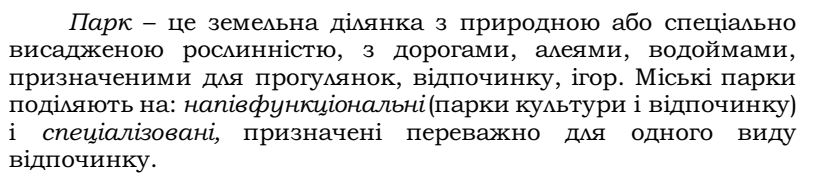 Парк – це земельна ділянка з природною або спеціально
висадженою рослинністю, з дорогами, алеями, водоймами,
призначеними для прогулянок, відпочинку, ігор. Міські парки
поділяють на: напівфункціональні (парки культури і відпочинку)
і спеціалізовані, призначені переважно для одного виду
відпочинку.